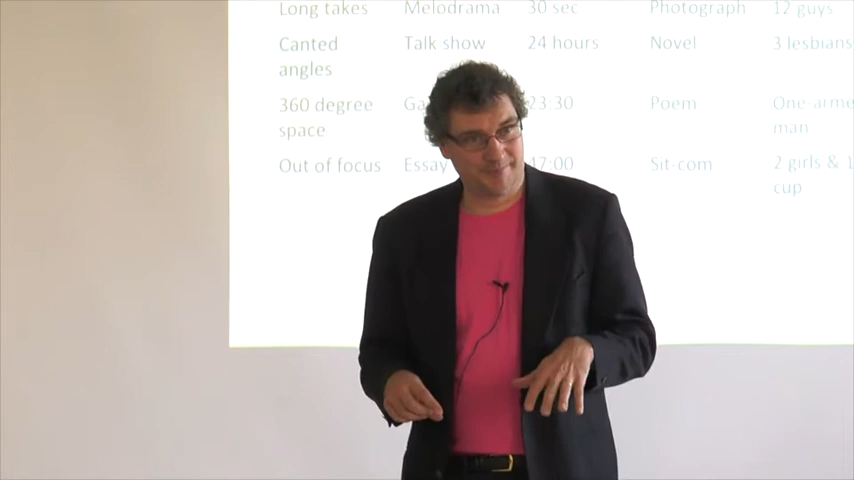 Long takes Melodrama 30 sec Photograph 12 guys
Canted Talk show 24 hours Novel 3 lesbians
angles
360 degree 23:30 Poem One-arme
space man
Out of focus Essay 17:00 Sit-com 2 girls & 1
cup